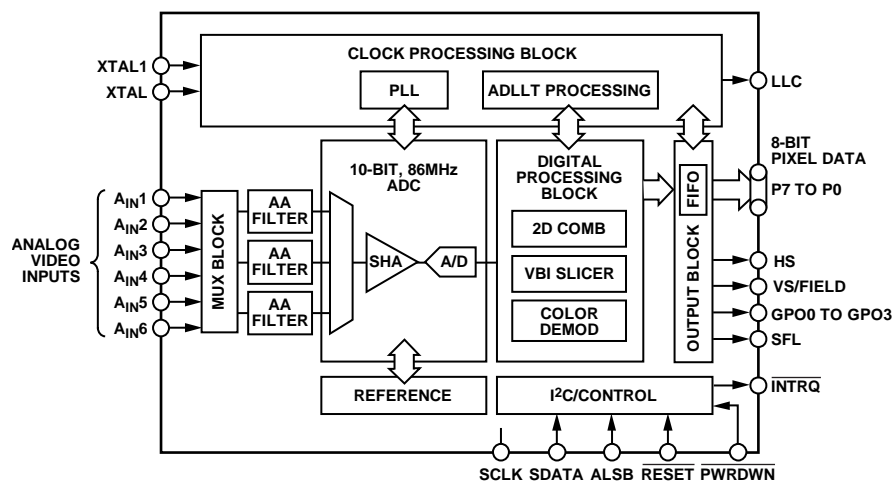 CLOCK PROCESSING BLOCK
XTAL1
XTAL
PLL
ADLLT PROCESSING
LLC
8-BIT
PIXEL DATA
P7 TO P0
10-BIT, 86MHz
ADC
DIGITAL
PROCESSING
BLOCK
FIFO
OUTPUT BLOCK
ANALOG
VIDEO
INPUTS
AIN1
AIN2
AIN3
AIN4
AIN5
AIN6
MUX BLOCK
AA
FILTER
AA
FILTER
AA
FILTER
SHA
A/D
2D COMB
VBI SLICER
COLOR
DEMOD
HS
VS/FIELD
GPO0 TO GPO3
SFL
REFERENCE
I2C/CONTROL
INTRQ
SCLK
SDATA
ALSB
RESET
PWRDWN